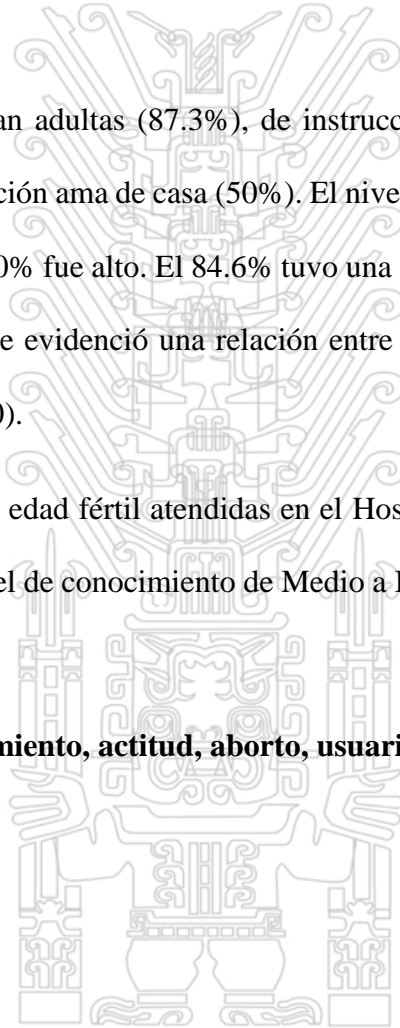 an adultas (87.3%), de instrucc
ción ama de casa (50%). El nive
0% fue alto. El 84.6% tuvo una
e evidenció una relación entre
0).
edad fértil atendidas en el Hos
el de conocimiento de Medio a
miento, actitud, aborto, usuari